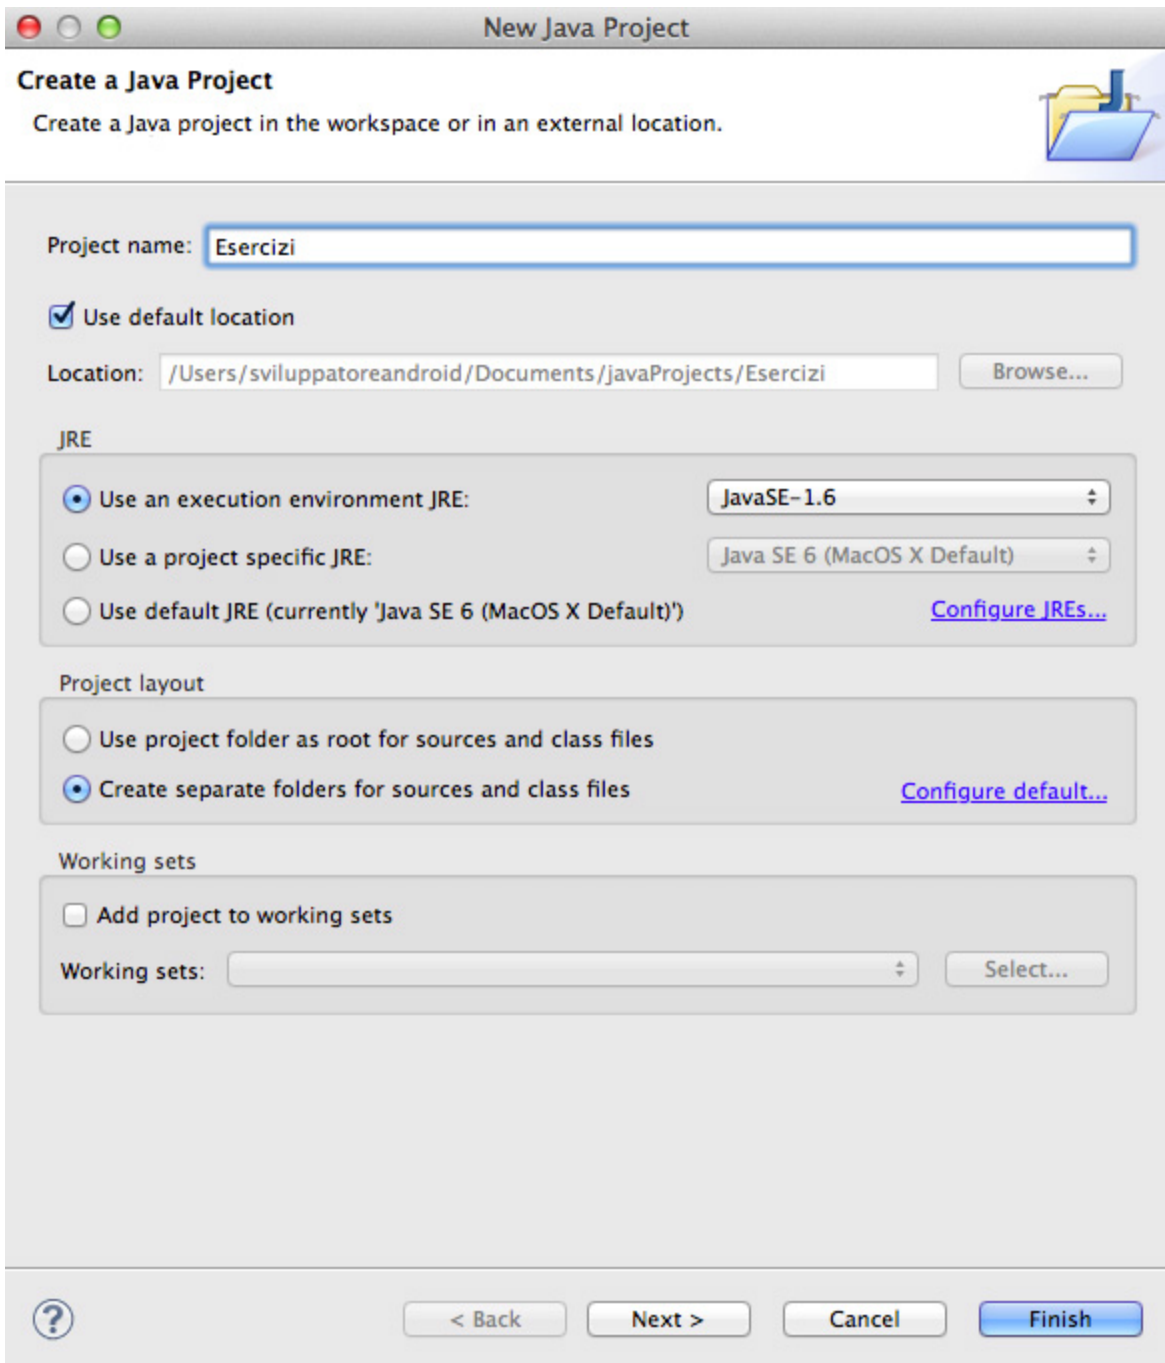 New Java Project
Create a Java Project
Create a Java project in the workspace or in an external location.
Project name: Esercizi
Use default location
Location: /Users/sviluppatoreandroid/Documents/javaProjects/Esercizi Browse...
JRE
Use an execution environment JRE: JavaSE-1.6
Use a project specific JRE: Java SE 6 (MacOS X Default)
Use default JRE (currently 'Java SE 6 (MacOS X Default)') Configure JREs...
Project layout
Use project folder as root for sources and class files
Create separate folders for sources and class files Configure default...
Working sets
Add project to working sets
Working sets: Select...
? < Back Next > Cancel Finish